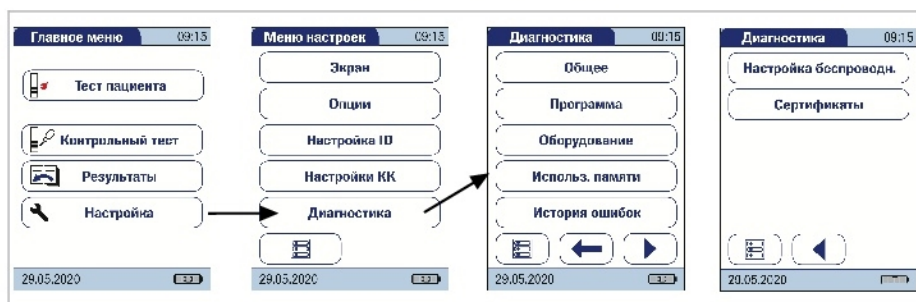 Главное меню 09:15
Тест пациента
Контрольный тест
Результаты
Настройка
29.05.2020
Меню настроек 09:15
Экран
Опции
Настройка ID
Настройки КК
Диагностика
29.05.2020
Диагностика 09:15
Общее
Программа
Оборудование
Использ. памяти
История ошибок
29.05.2020
Диагностика 09:15
Настройка беспроводн.
Сертификаты
29.05.2020